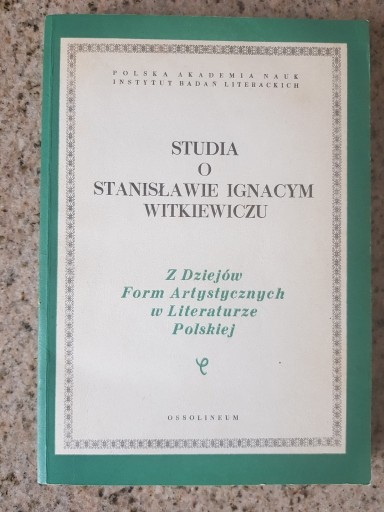 POLSKA AKADEMIA NAUK
INSTYTUT BADAŃ LITERACKICH
STUDIA
O
STANISŁAWIE IGNACYM
WITKIEWICZU
Z Dziejów
Form Artystycznych
w Literaturze
Polskiej
OSSOLINEUM